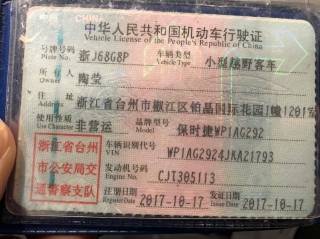 中华人民共和国机动车行驶证
Vehicle License of the People's Republic of China
号牌号码 浙J68G8P 车辆类型 小型越野客车
Plate No. Vehicle Type
所有人 陶莹
Owner
住址 浙江省台州市椒江区铂晶国际花园1幢1201室
Address
使用性质 非营运 品牌型号 保时捷WP1AG292
Use Character Model
浙江省台州市公安局交通警察支队
车辆识别代号 WP1AG2924JKA21793
VIN
发动机号码 CJT305113
Engine No.
注册日期 2017-10-17 发证日期 2017-10-17
Register Date Issue Date